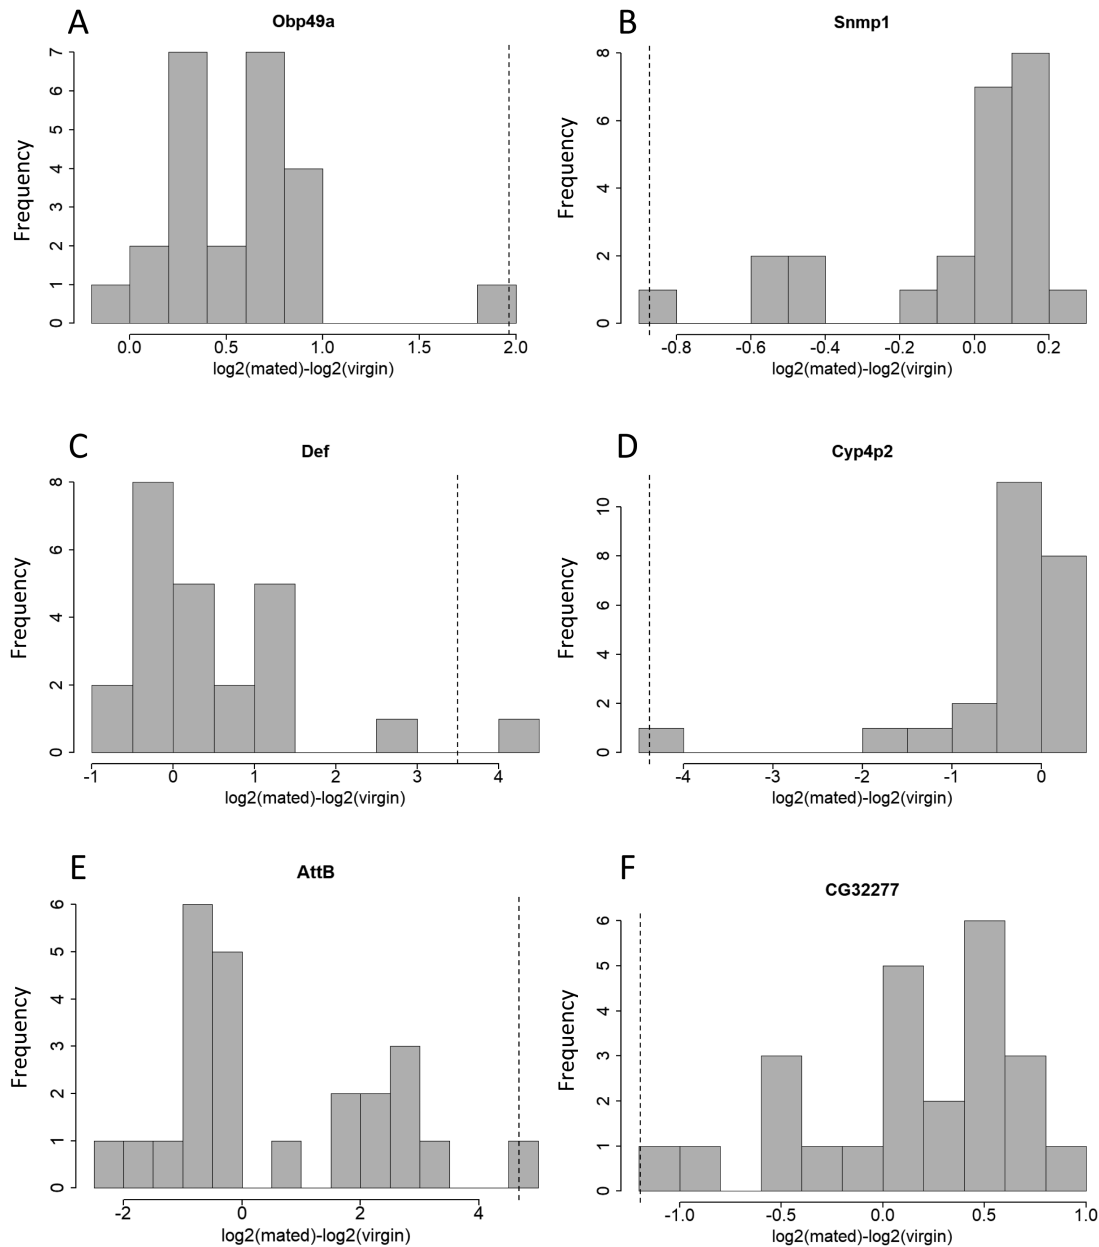 A
Obp49a
Frequency
0 1 2 3 4 5 6 7
0.0 0.5 1.0 1.5 2.0
log2(mated)-log2(virgin)
B
Snmp1
Frequency
0 2 4 6 8
-0.8 -0.6 -0.4 -0.2 0.0 0.2
log2(mated)-log2(virgin)
C
Def
Frequency
0 2 4 6 8
-1 0 1 2 3 4
log2(mated)-log2(virgin)
D
Cyp4p2
Frequency
0 2 4 6 8 10
-4 -3 -2 -1 0
log2(mated)-log2(virgin)
E
AttB
Frequency
0 1 2 3 4 5 6
-2 0 2 4
log2(mated)-log2(virgin)
F
CG32277
Frequency
0 1 2 3 4 5 6
-1.0 -0.5 0.0 0.5 1.0
log2(mated)-log2(virgin)